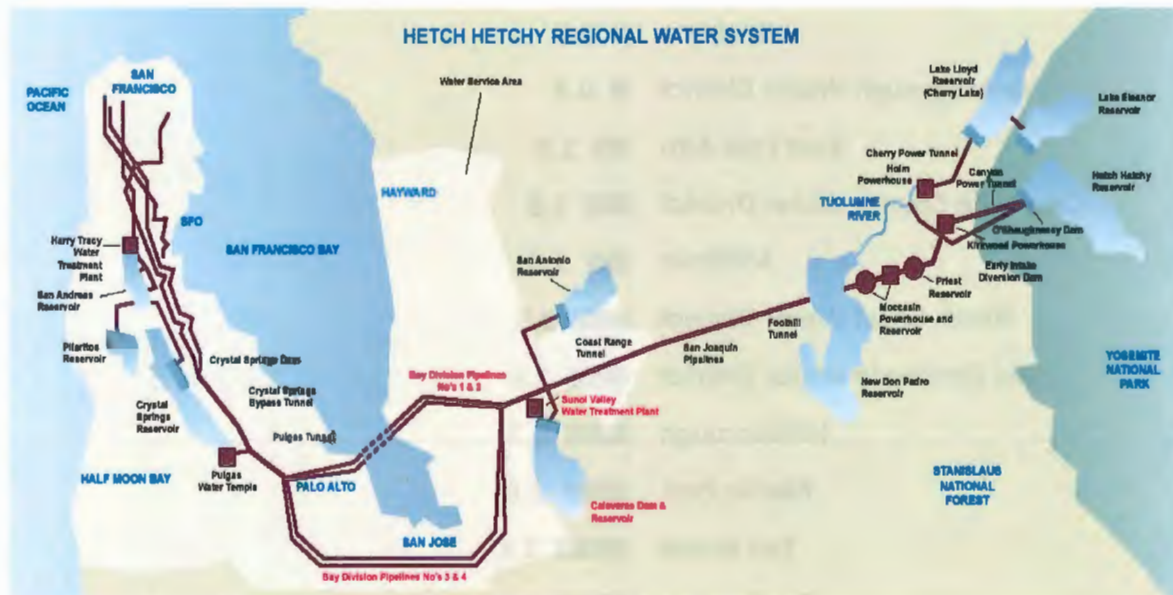 HETCH HETCHY REGIONAL WATER SYSTEM
PACIFIC
OCEAN
SAN
FRANCISCO
Water Service Area
Lake Lloyd
Reservoir
(Cherry Lake)
Lake Eleanor
Reservoir
Cherry Power Tunnel
Holm
Powerhouse
Canyon
Power Tunnel
Hetch Hetchy
Reservoir
HAYWARD
TUOLUMNE
RIVER
SFO
SAN FRANCISCO BAY
O'Shaughnessy Dam
Kirkwood Powerhouse
Harry Tracy
Water
Treatment
Plant
San Antonio
Reservoir
Early Intake
Diversion Dam
Priest
Reservoir
San Andreas
Reservoir
Moccasin
Powerhouse and
Reservoir
Foothill
Tunnel
Coast Range
Tunnel
San Joaquin
Pipelines
Pilarcitos
Reservoir
Crystal Springs Dam
YOSEMITE
NATIONAL
PARK
Bay Division Pipelines
No's 1 & 2
New Don Pedro
Reservoir
Crystal Springs
Bypass Tunnel
Sunol Valley
Water Treatment Plant
Crystal
Springs
Reservoir
Pulgas Tunnel
HALF MOON BAY
Pulgas
Water Temple
PALO ALTO
STANISLAUS
NATIONAL
FOREST
Calaveras Dam &
Reservoir
SAN JOSE
Bay Division Pipelines No's 3 & 4